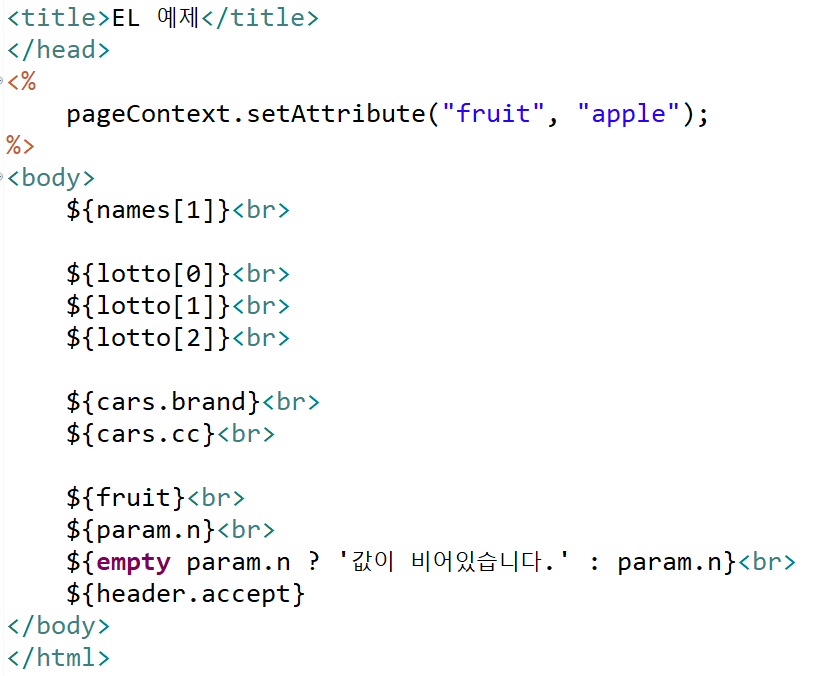 <title>EL 예제</title>
</head>
<%
pageContext.setAttribute("fruit", "apple");
%>
<body>
${names[1]}<br>
${lotto[0]}<br>
${lotto[1]}<br>
${lotto[2]}<br>
${cars.brand}<br>
${cars.cc}<br>
${fruit}<br>
${param.n}<br>
${empty param.n ? '값이 비어있습니다.' : param.n}<br>
${header.accept}
</body>
</html>